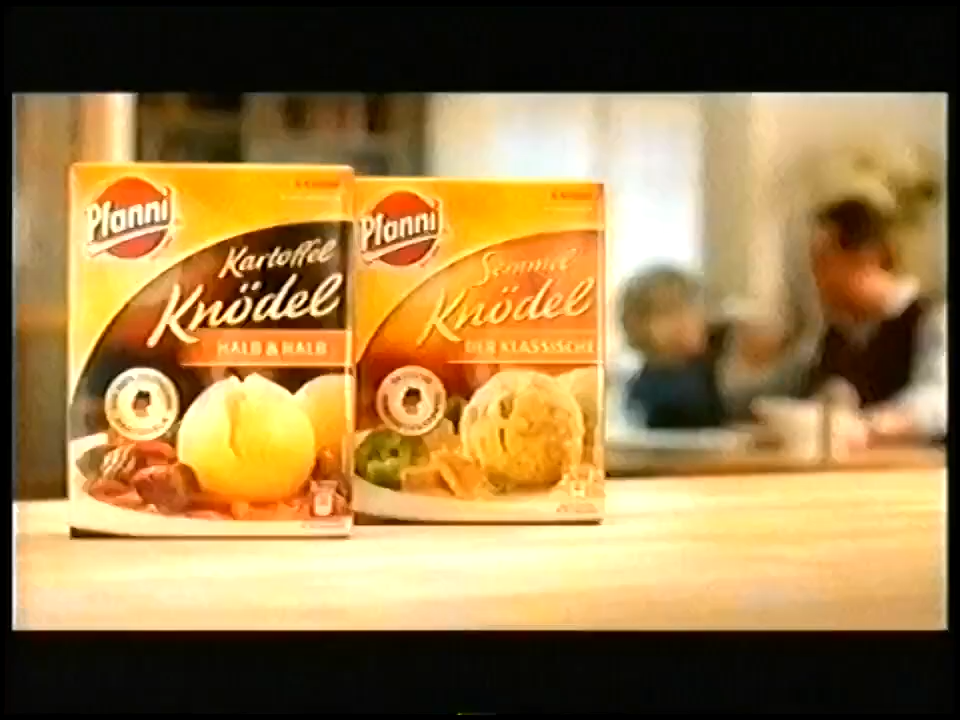 Pfanni
Kartoffel
Knödel
HALB & HALB
Pfanni
Semmel
Knödel
DER KLASSISCHE